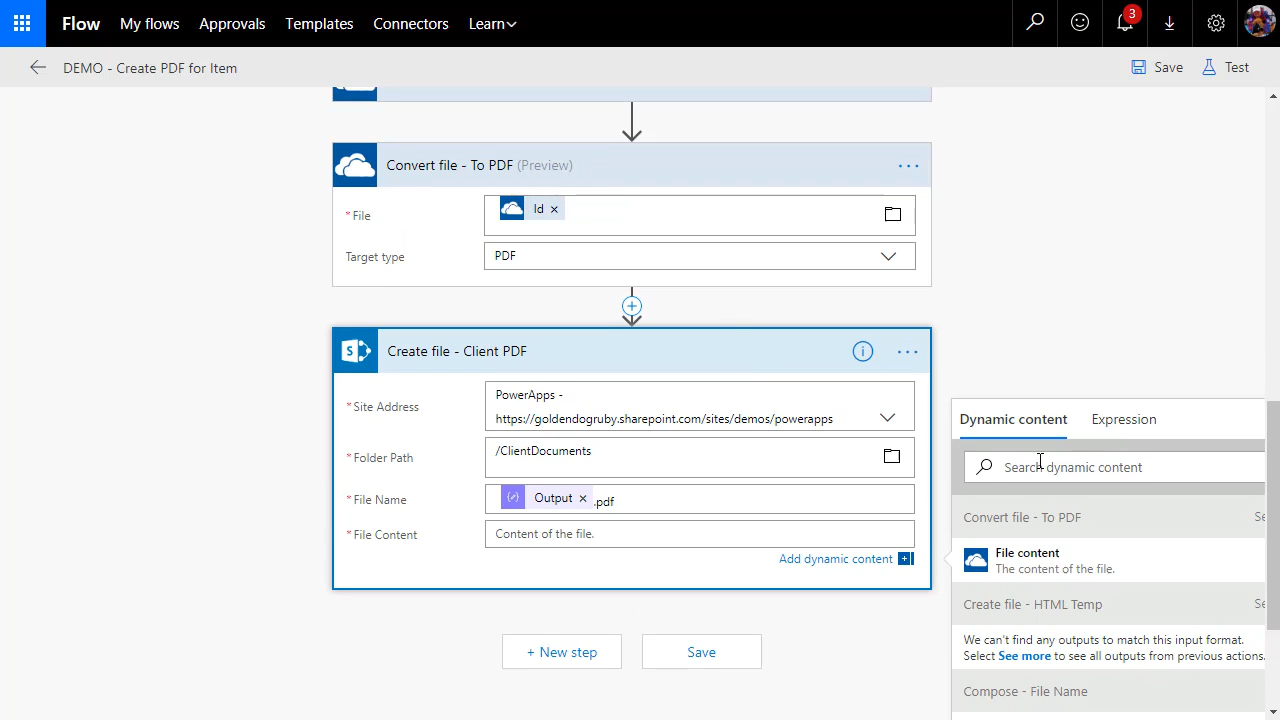 Flow My flows Approvals Templates Connectors Learn 3
DEMO - Create PDF for Item Save Test
Convert file - To PDF (Preview) ...
* File Id ×
Target type PDF
S Create file - Client PDF i ...
* Site Address PowerApps -
https://goldendogruby.sharepoint.com/sites/demos/powerapps
* Folder Path /ClientDocuments
* File Name Output × .pdf
* File Content Content of the file.
Add dynamic content
+ New step Save
Dynamic content Expression
Search dynamic content
Convert file - To PDF Se
File content
The content of the file.
Create file - HTML Temp Se
We can't find any outputs to match this input format.
Select See more to see all outputs from previous actions.
Compose - File Name